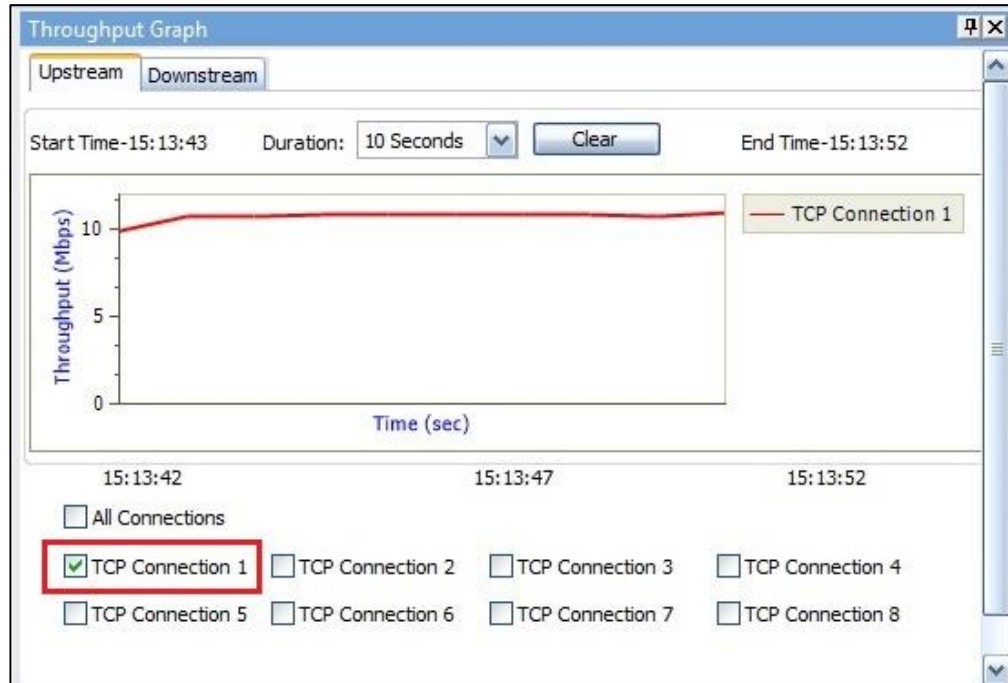 Throughput Graph
Upstream Downstream
Start Time-15:13:43 Duration: 10 Seconds Clear End Time-15:13:52
Throughput (Mbps)
10
5
0
Time (sec)
TCP Connection 1
15:13:42 15:13:47 15:13:52
All Connections
TCP Connection 1 TCP Connection 2 TCP Connection 3 TCP Connection 4
TCP Connection 5 TCP Connection 6 TCP Connection 7 TCP Connection 8